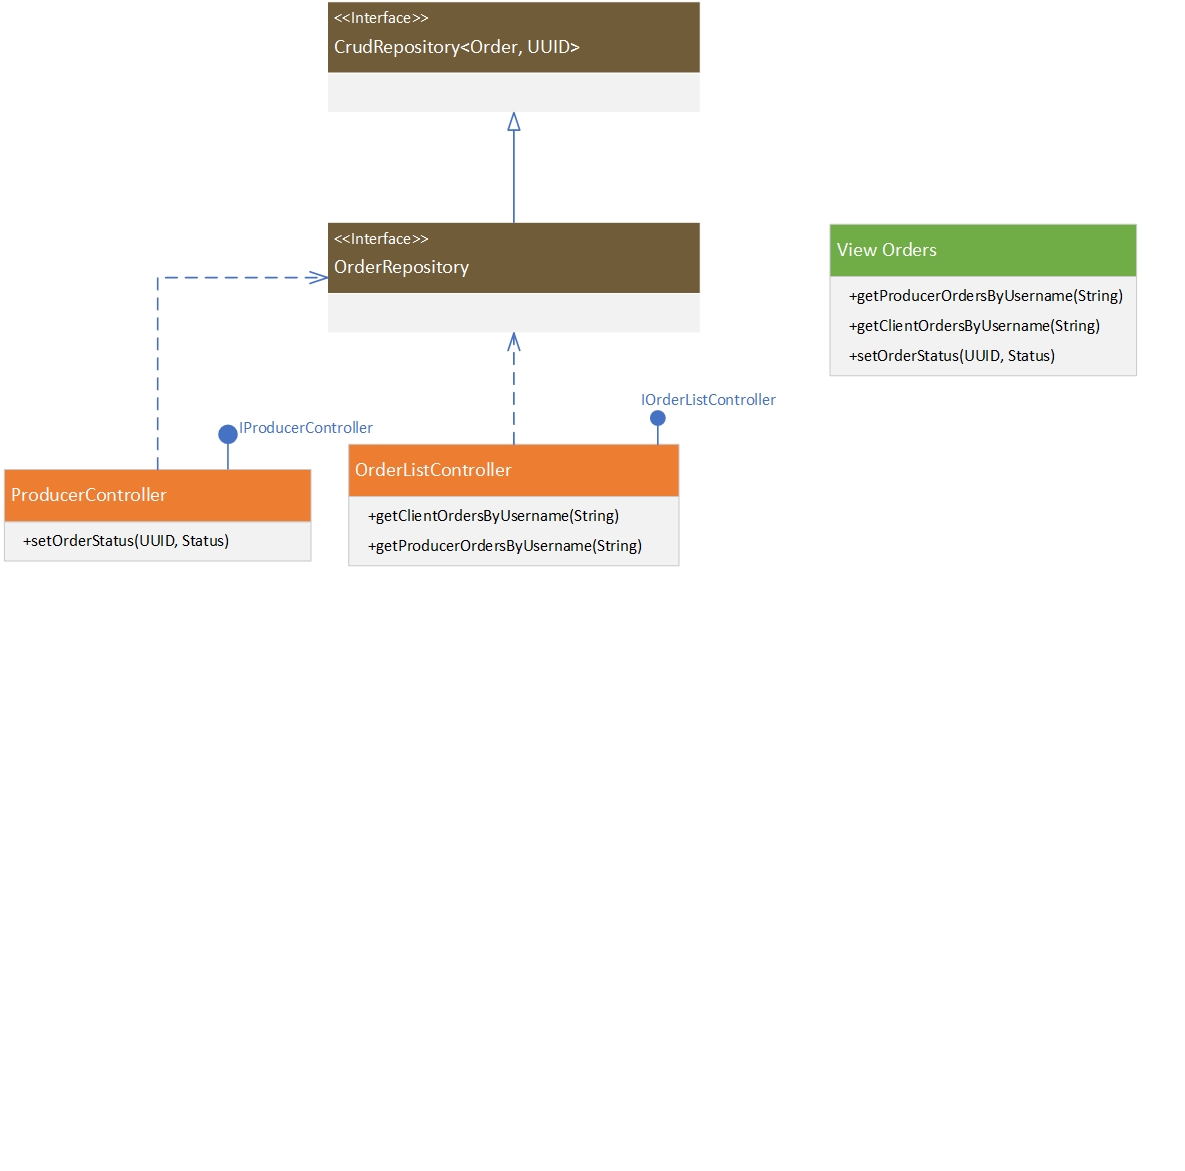 <<Interface>>
CrudRepository<Order, UUID>
<<Interface>>
OrderRepository
View Orders
+getProducerOrdersByUsername(String)
+getClientOrdersByUsername(String)
+setOrderStatus(UUID, Status)
IOrderListController
IProducerController
OrderListController
+getClientOrdersByUsername(String)
+getProducerOrdersByUsername(String)
ProducerController
+setOrderStatus(UUID, Status)